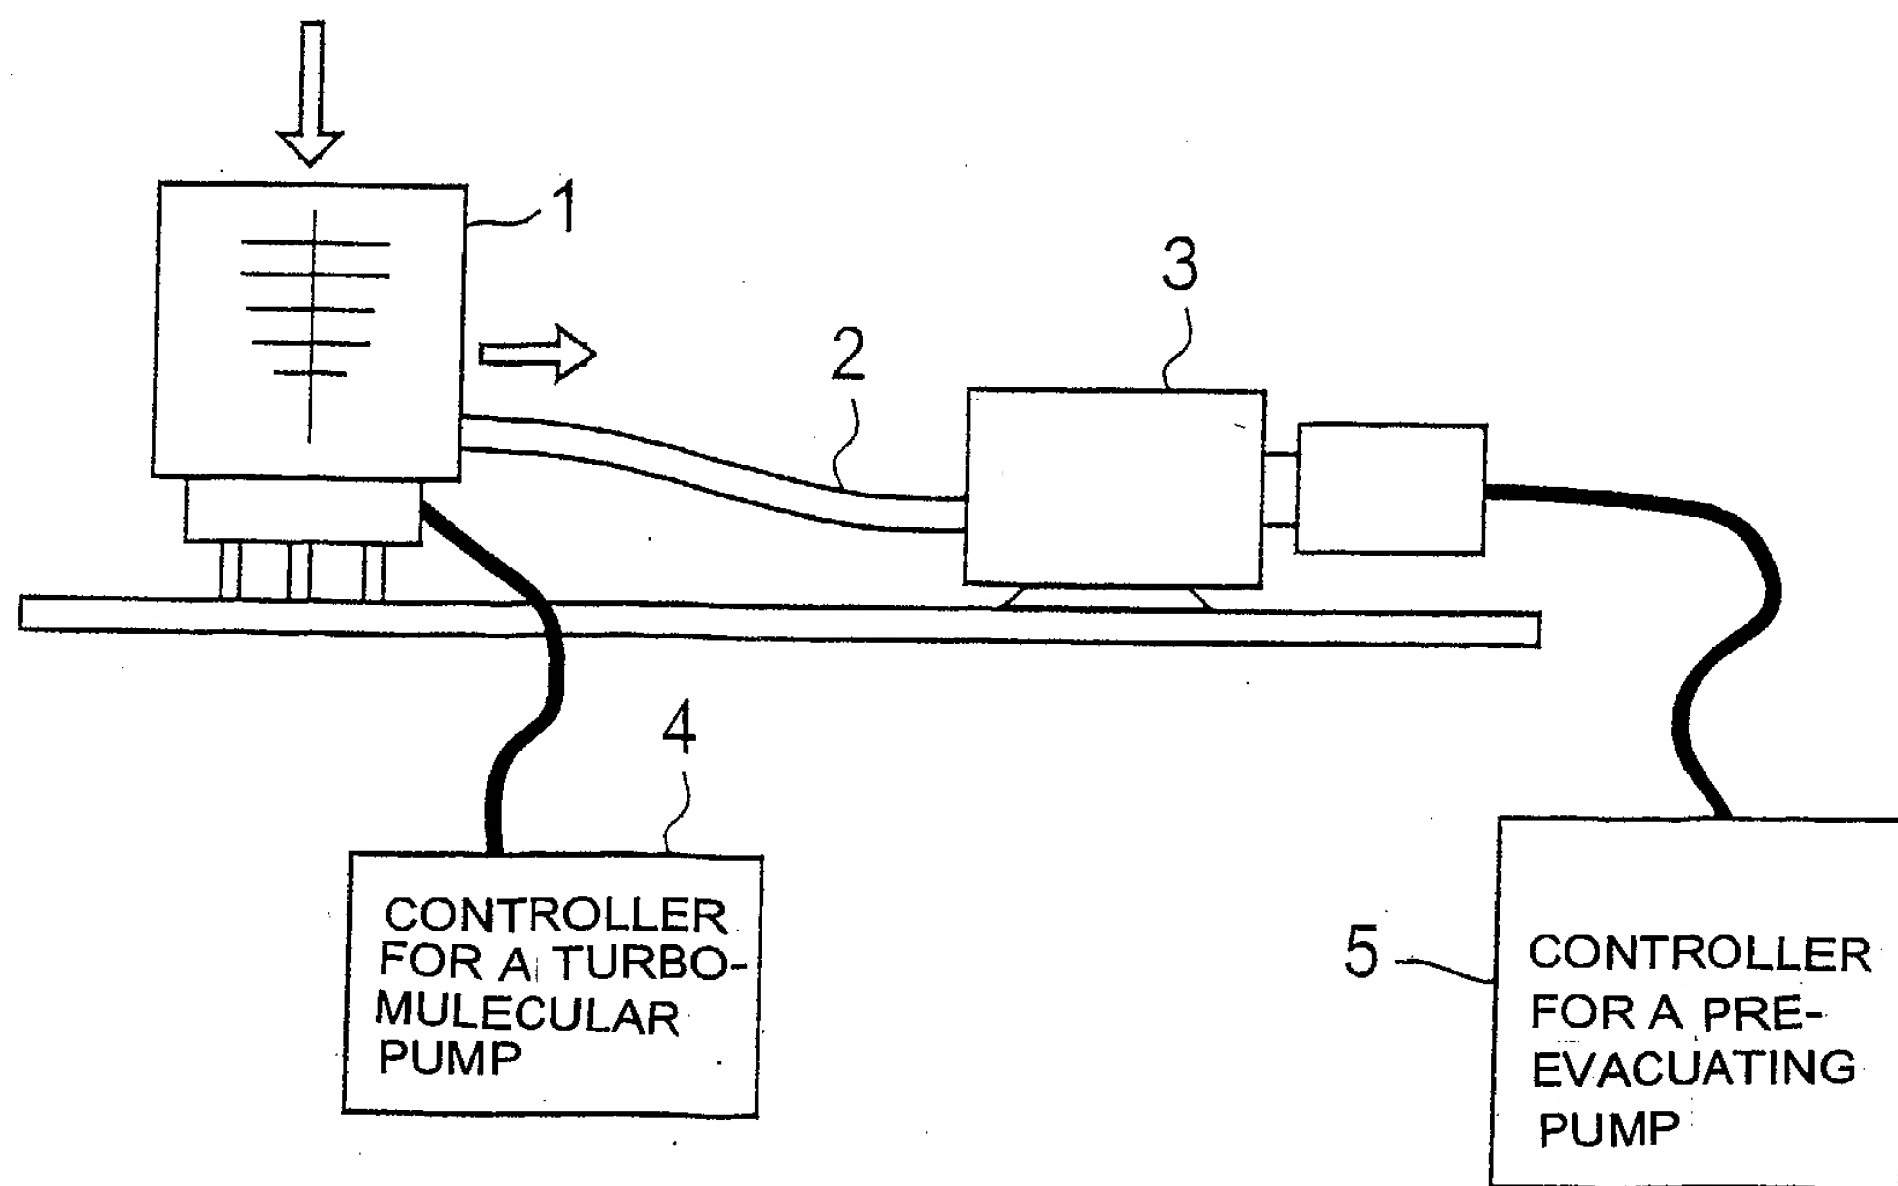 1
3
2
4
CONTROLLER
FOR A TURBO-
MULECULAR
PUMP
5
CONTROLLER
FOR A PRE-
EVACUATING
PUMP